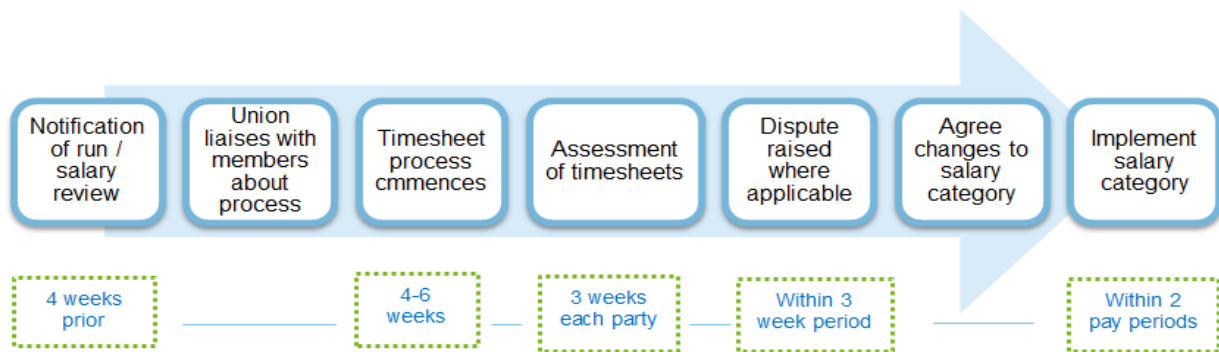 Notification
of run /
salary
review
Union
liaises with
members
about
process
Timesheet
process
cmmences
Assessment
of timesheets
Dispute
raised
where
applicable
Agree
changes to
salary
category
Implement
salary
category
4 weeks
prior
4-6
weeks
3 weeks
each party
Within 3
week period
Within 2
pay periods